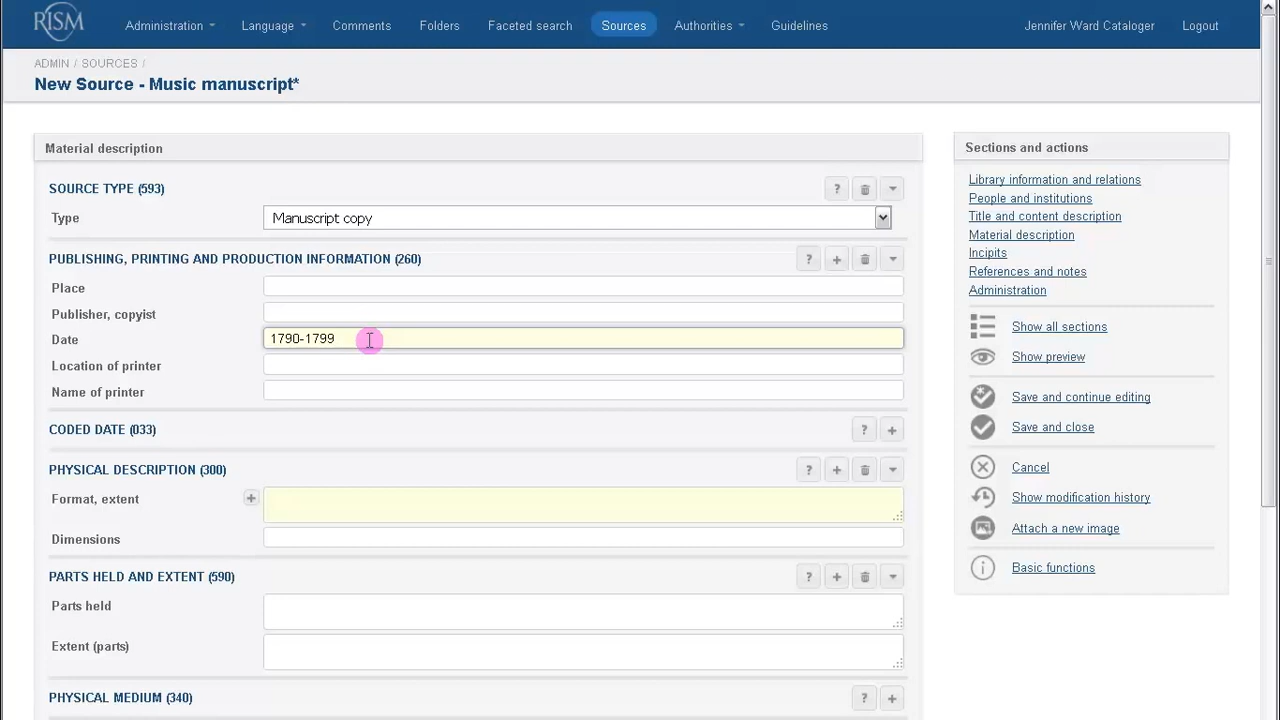 RISM Administration Language Comments Folders Faceted search Sources Authorities Guidelines Jennifer Ward Cataloger Logout
ADMIN / SOURCES /
New Source - Music manuscript*
Material description
SOURCE TYPE (593) ?
Type Manuscript copy
PUBLISHING, PRINTING AND PRODUCTION INFORMATION (260) ? +
Place
Publisher, copyist
Date 1790-1799
Location of printer
Name of printer
CODED DATE (033) ? +
PHYSICAL DESCRIPTION (300) ? +
Format, extent +
Dimensions
PARTS HELD AND EXTENT (590) ? +
Parts held
Extent (parts)
PHYSICAL MEDIUM (340) ? +
Sections and actions
Library information and relations
People and institutions
Title and content description
Material description
Incipits
References and notes
Administration
Show all sections
Show preview
Save and continue editing
Save and close
Cancel
Show modification history
Attach a new image
Basic functions